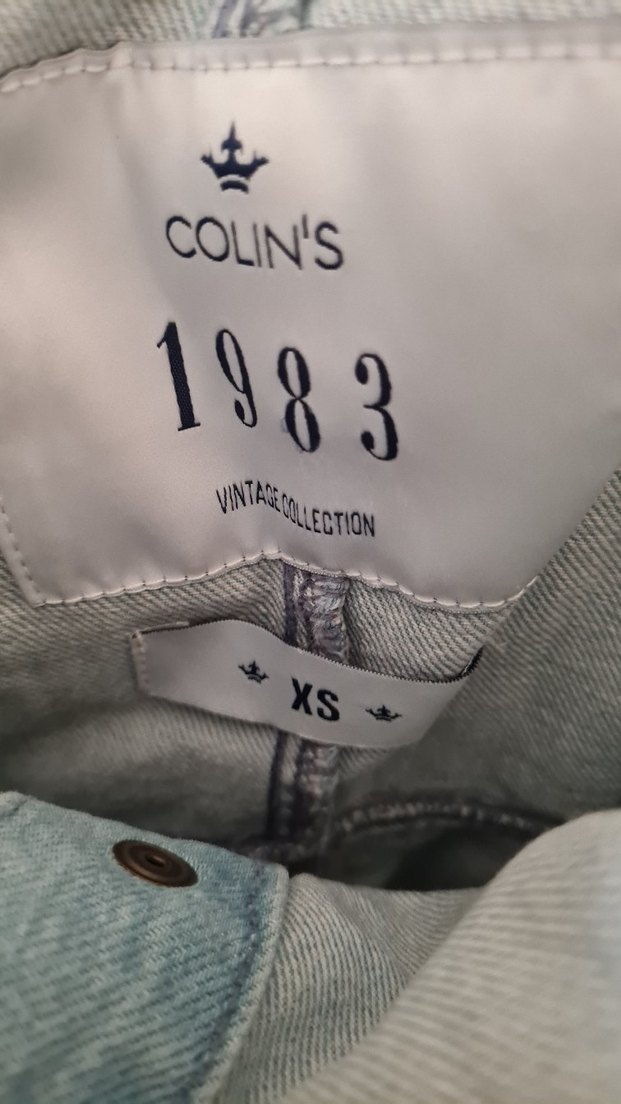 COLIN'S
1983
VINTAGE COLLECTION
XS